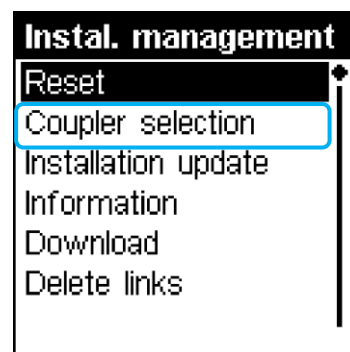 Instal. management
Reset
Coupler selection
Installation update
Information
Download
Delete links